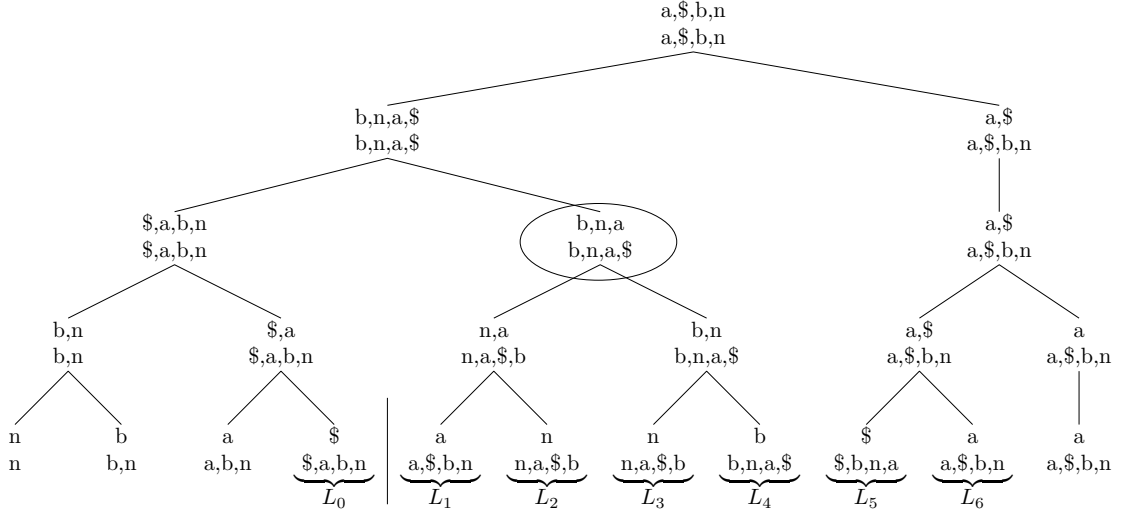 a,$,b,n
a,$,b,n
b,n,a,$
a,$
b,n,a,$
a,$,b,n
$,a,b,n
b,n,a
a,$
$,a,b,n
b,n,a,$
a,$,b,n
b,n
$,a
n,a
b,n
a,$
a
b,n
$,a,b,n
n,a,$,b
b,n,a,$
a,$,b,n
a,$,b,n
n
b
a
$
a
n
n
b
$
a
a
n
b,n
a,b,n
$,a,b,n
a,$,b,n
n,a,$,b
n,a,$,b
b,n,a,$
$,b,n,a
a,$,b,n
a,$,b,n
L0
L1
L2
L3
L4
L5
L6